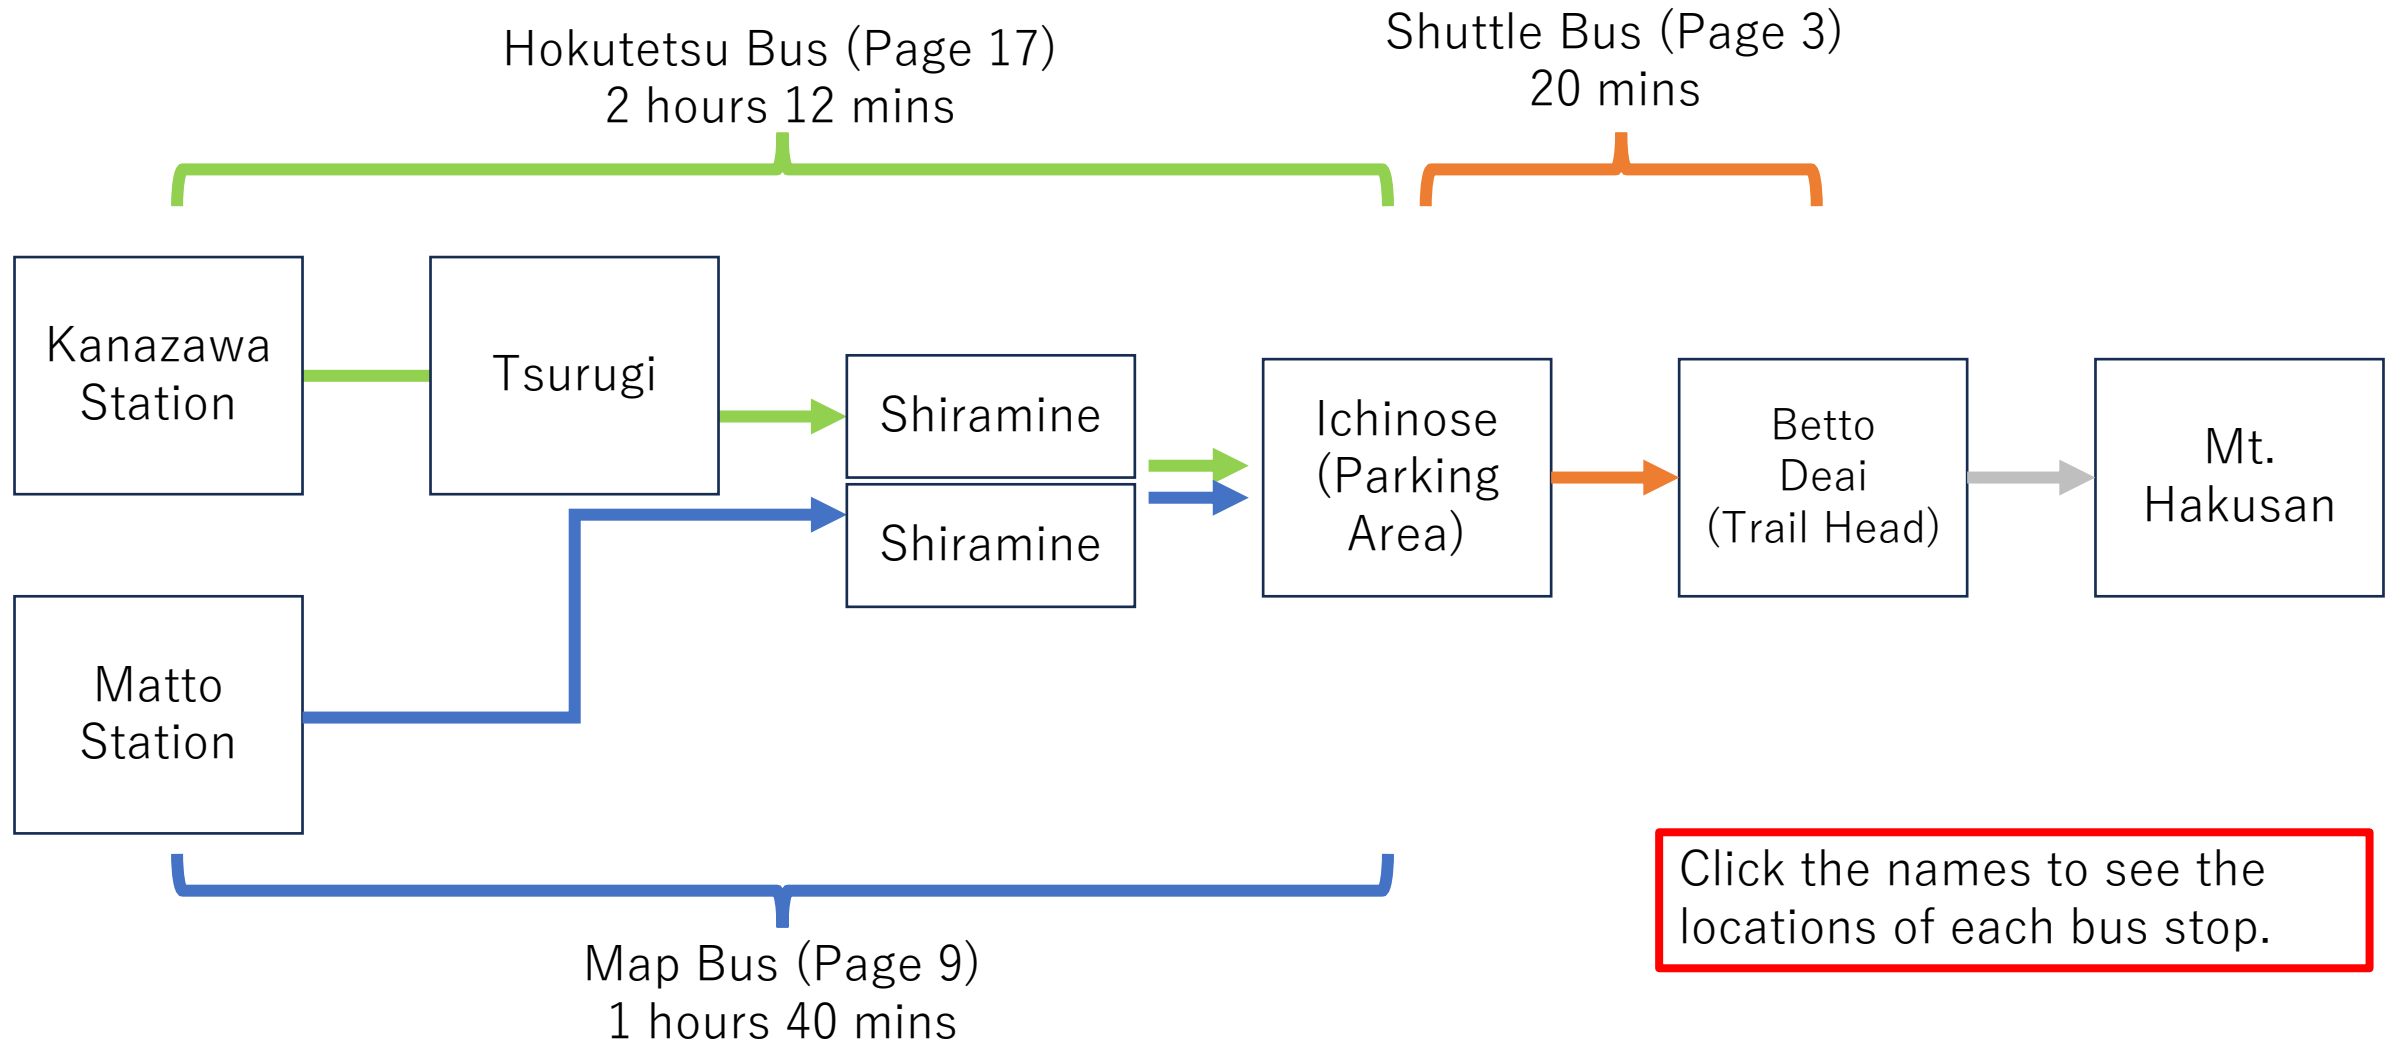 Hokutetsu Bus (Page 17)
2 hours 12 mins
Shuttle Bus (Page 3)
20 mins
Kanazawa
Station
Tsurugi
Shiramine
Shiramine
Ichinose
(Parking
Area)
Betto
Deai
(Trail Head)
Mt.
Hakusan
Matto
Station
Map Bus (Page 9)
1 hours 40 mins
Click the names to see the
locations of each bus stop.